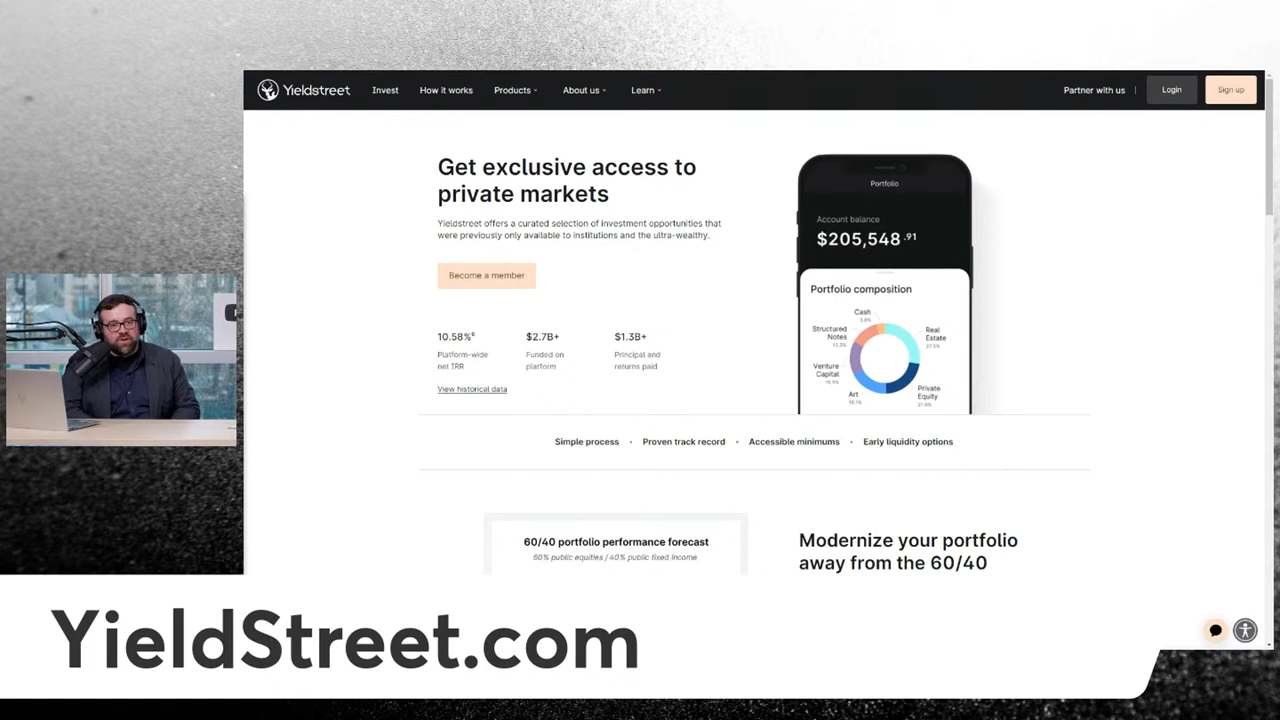 Yieldstreet
Invest
How it works
Products
About us
Learn
Partner with us
Login
Sign up
Get exclusive access to
private markets
Yieldstreet offers a curated selection of investment opportunities that
were previously only available to institutions and the ultra-wealthy.
Become a member
10.58%⁶
Platform-wide
net IRR
$2.7B+
Funded on
platform
$1.3B+
Principal and
returns paid
View historical data
Portfolio
Account balance
$205,548.91
Portfolio composition
Cash
Structured
Notes
Real
Estate
Venture
Capital
Art
Private
Equity
Simple process • Proven track record • Accessible minimums • Early liquidity options
60/40 portfolio performance forecast
60% public equities / 40% public fixed income
Modernize your portfolio
away from the 60/40
YieldStreet.com